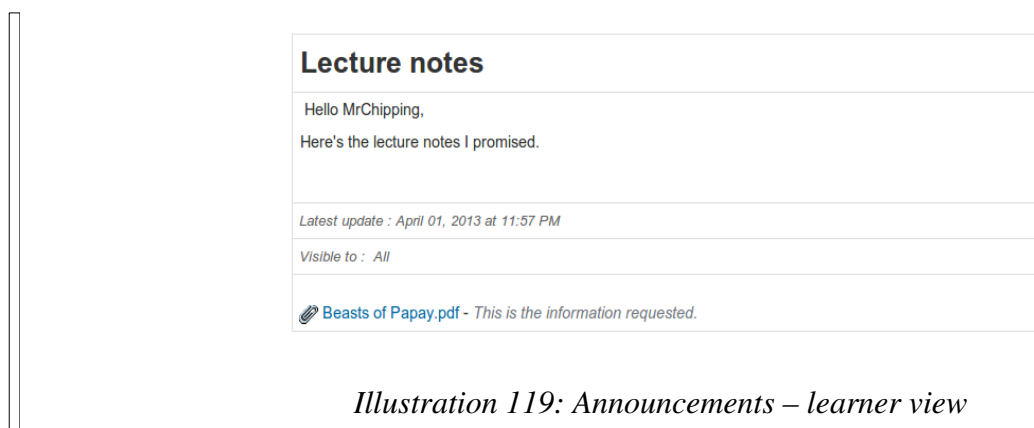 Lecture notes
Hello MrChipping,
Here's the lecture notes I promised.
Latest update : April 01, 2013 at 11:57 PM
Visible to : All
Beasts of Papay.pdf - This is the information requested.
Illustration 119: Announcements – learner view